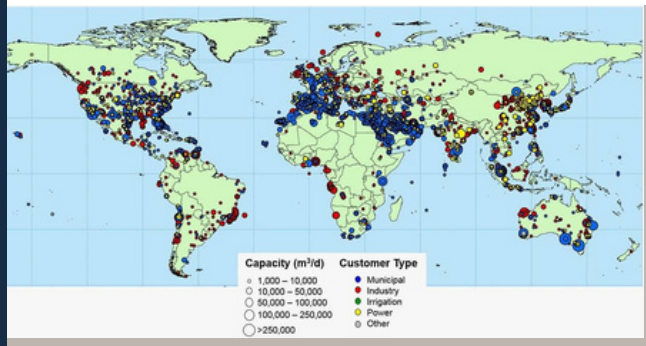 Capacity (m³/d)
1,000 – 10,000
10,000 – 50,000
50,000 – 100,000
100,000 – 250,000
>250,000
Customer Type
Municipal
Industry
Irrigation
Power
Other